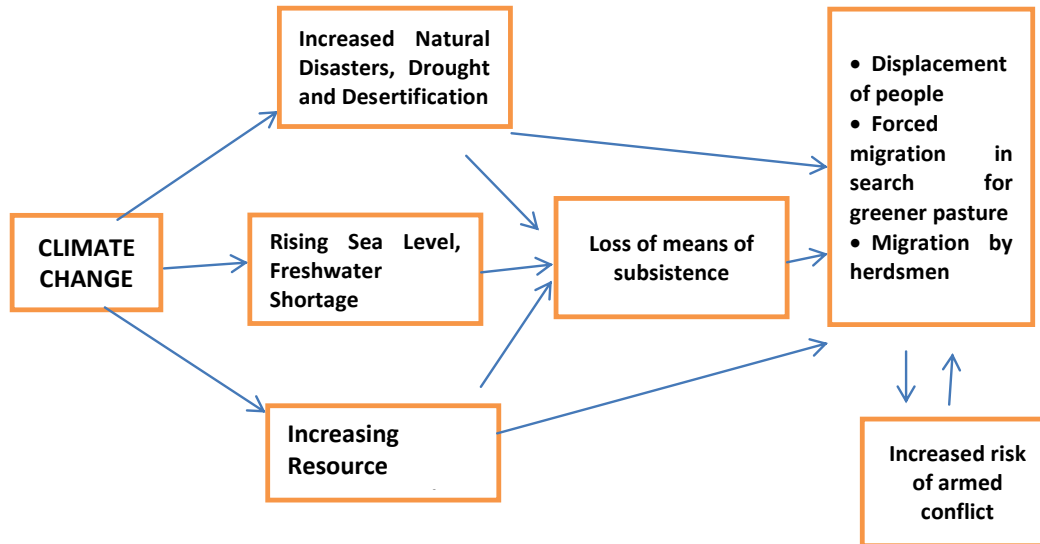 Increased Natural
Disasters, Drought
and Desertification
• Displacement
of people
• Forced
migration in
search for
greener pasture
• Migration by
herdsmen
CLIMATE
CHANGE
Rising Sea Level,
Freshwater
Shortage
Loss of means of
subsistence
Increasing
Resource
Increased risk
of armed
conflict